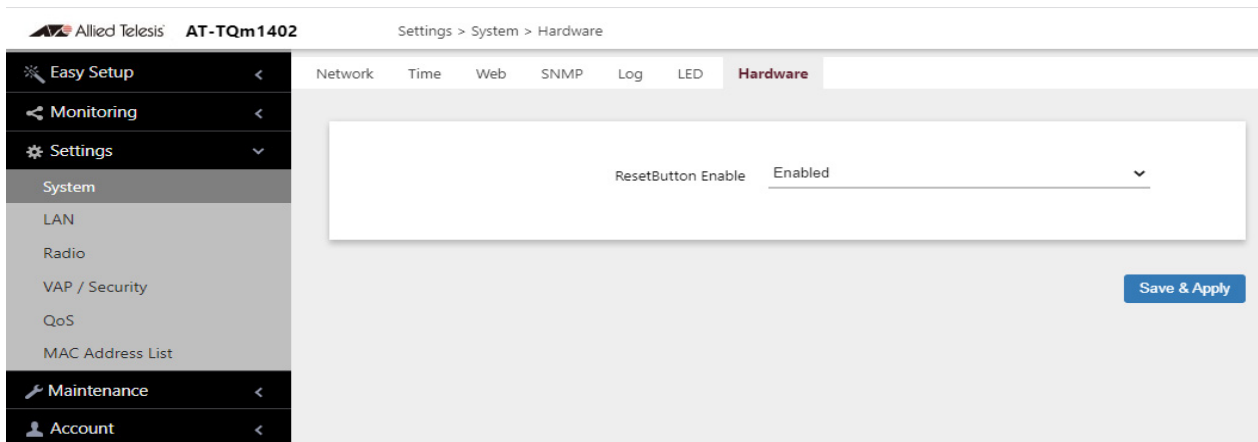 Allied Telesis AT-TQm1402 Settings > System > Hardware
Easy Setup
Network Time Web SNMP Log LED Hardware
Monitoring
Settings
ResetButton Enable Enabled
System
LAN
Radio
VAP / Security
Save & Apply
QoS
MAC Address List
Maintenance
Account